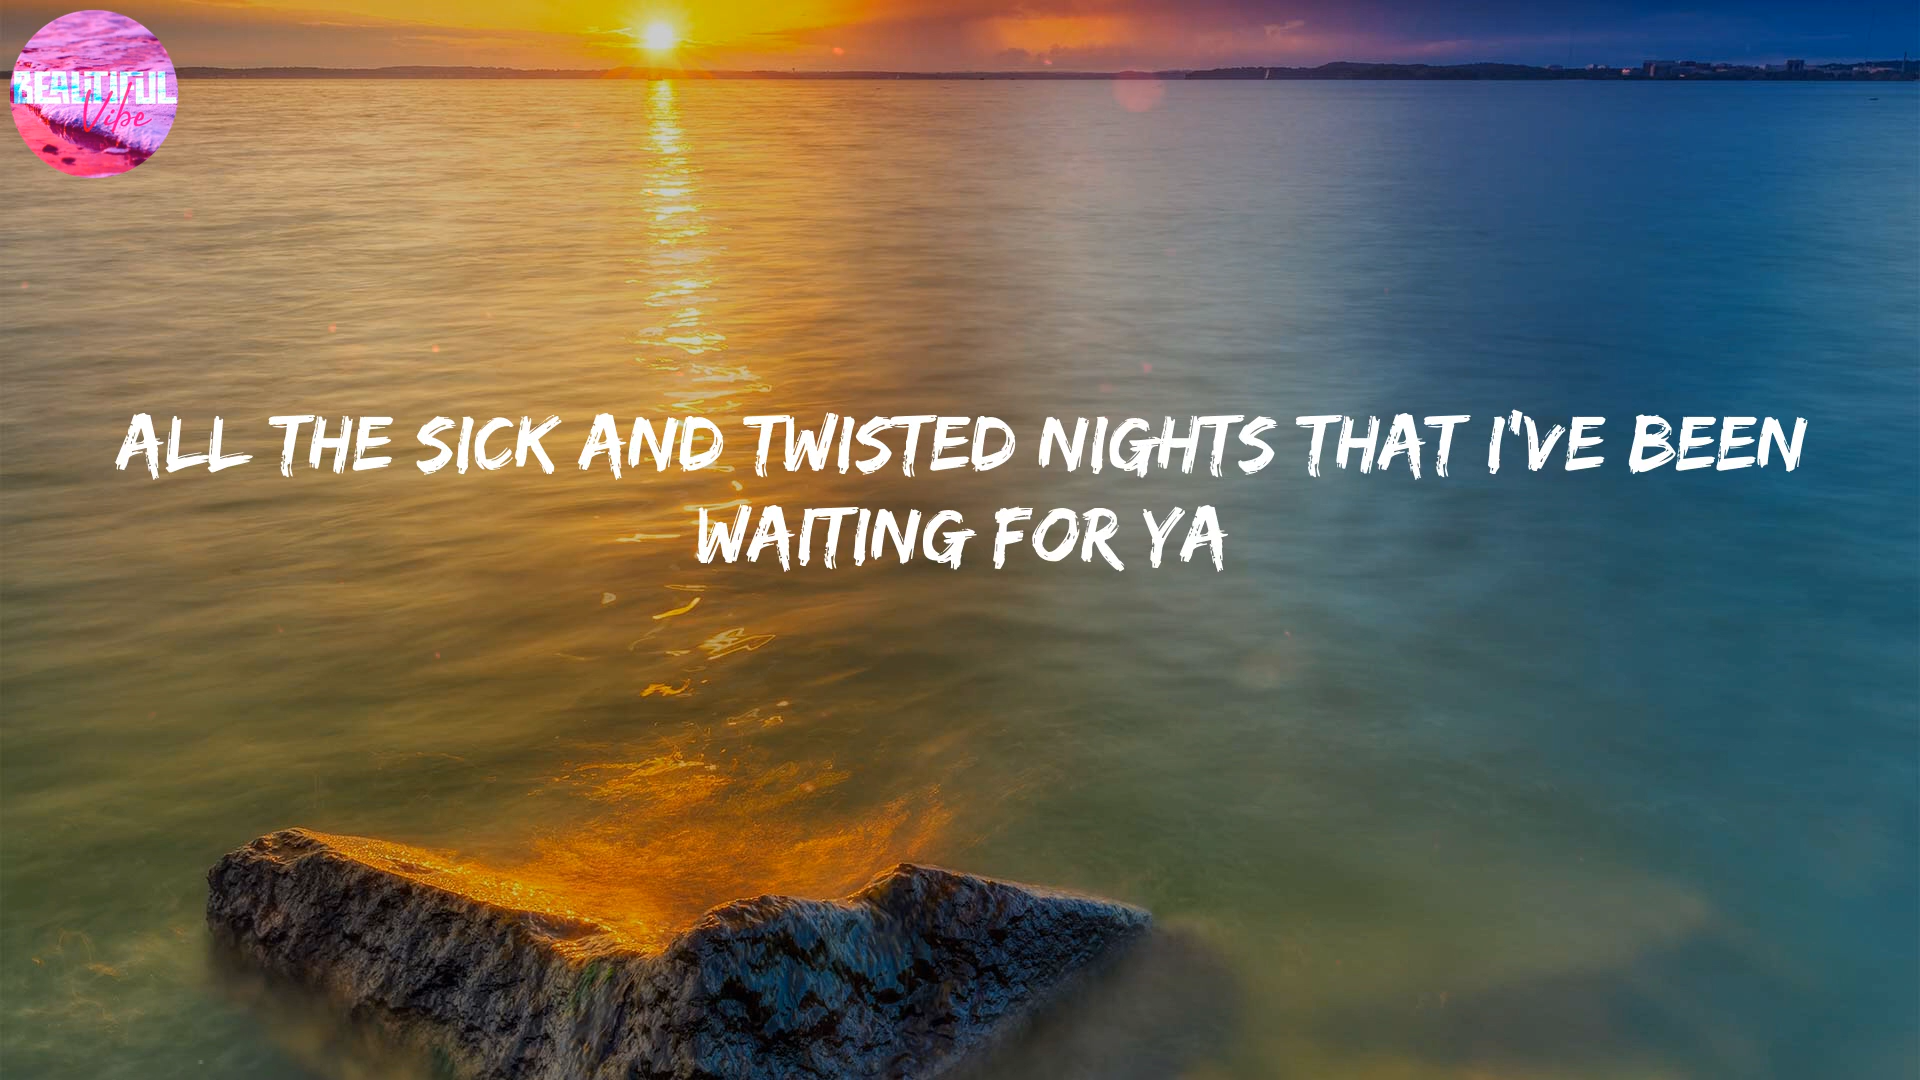 BEAUTIFUL
Vibe
ALL THE SICK AND TWISTED NIGHTS THAT I'VE BEEN
WAITING FOR YA